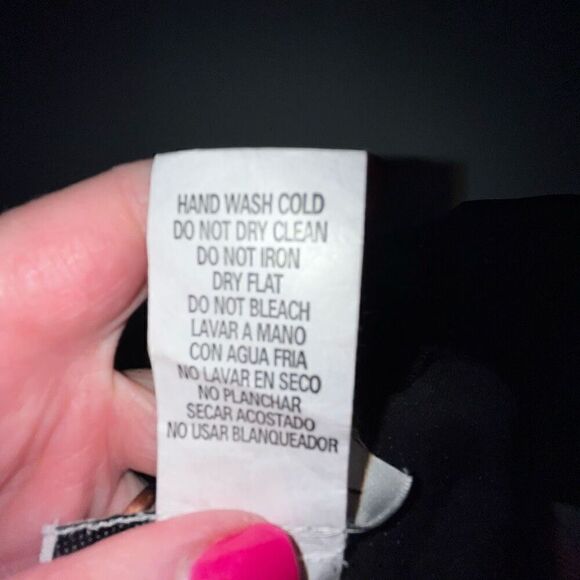 HAND WASH COLD
DO NOT DRY CLEAN
DO NOT IRON
DRY FLAT
DO NOT BLEACH
LAVAR A MANO
CON AGUA FRIA
NO LAVAR EN SECO
NO PLANCHAR
SECAR ACOSTADO
NO USAR BLANQUEADOR